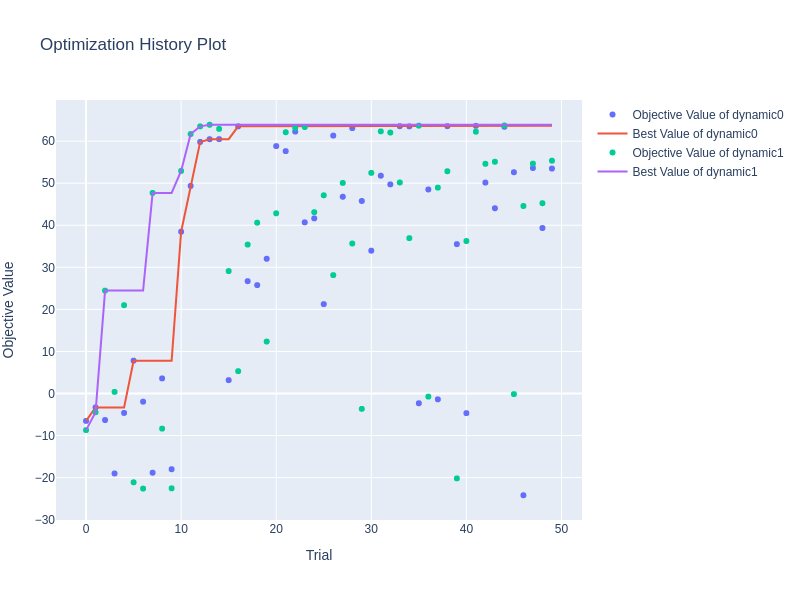 Optimization History Plot
Objective Value
60
50
40
30
20
10
0
−10
−20
−30
0 10 20 30 40 50
Trial
Objective Value of dynamic0
Best Value of dynamic0
Objective Value of dynamic1
Best Value of dynamic1